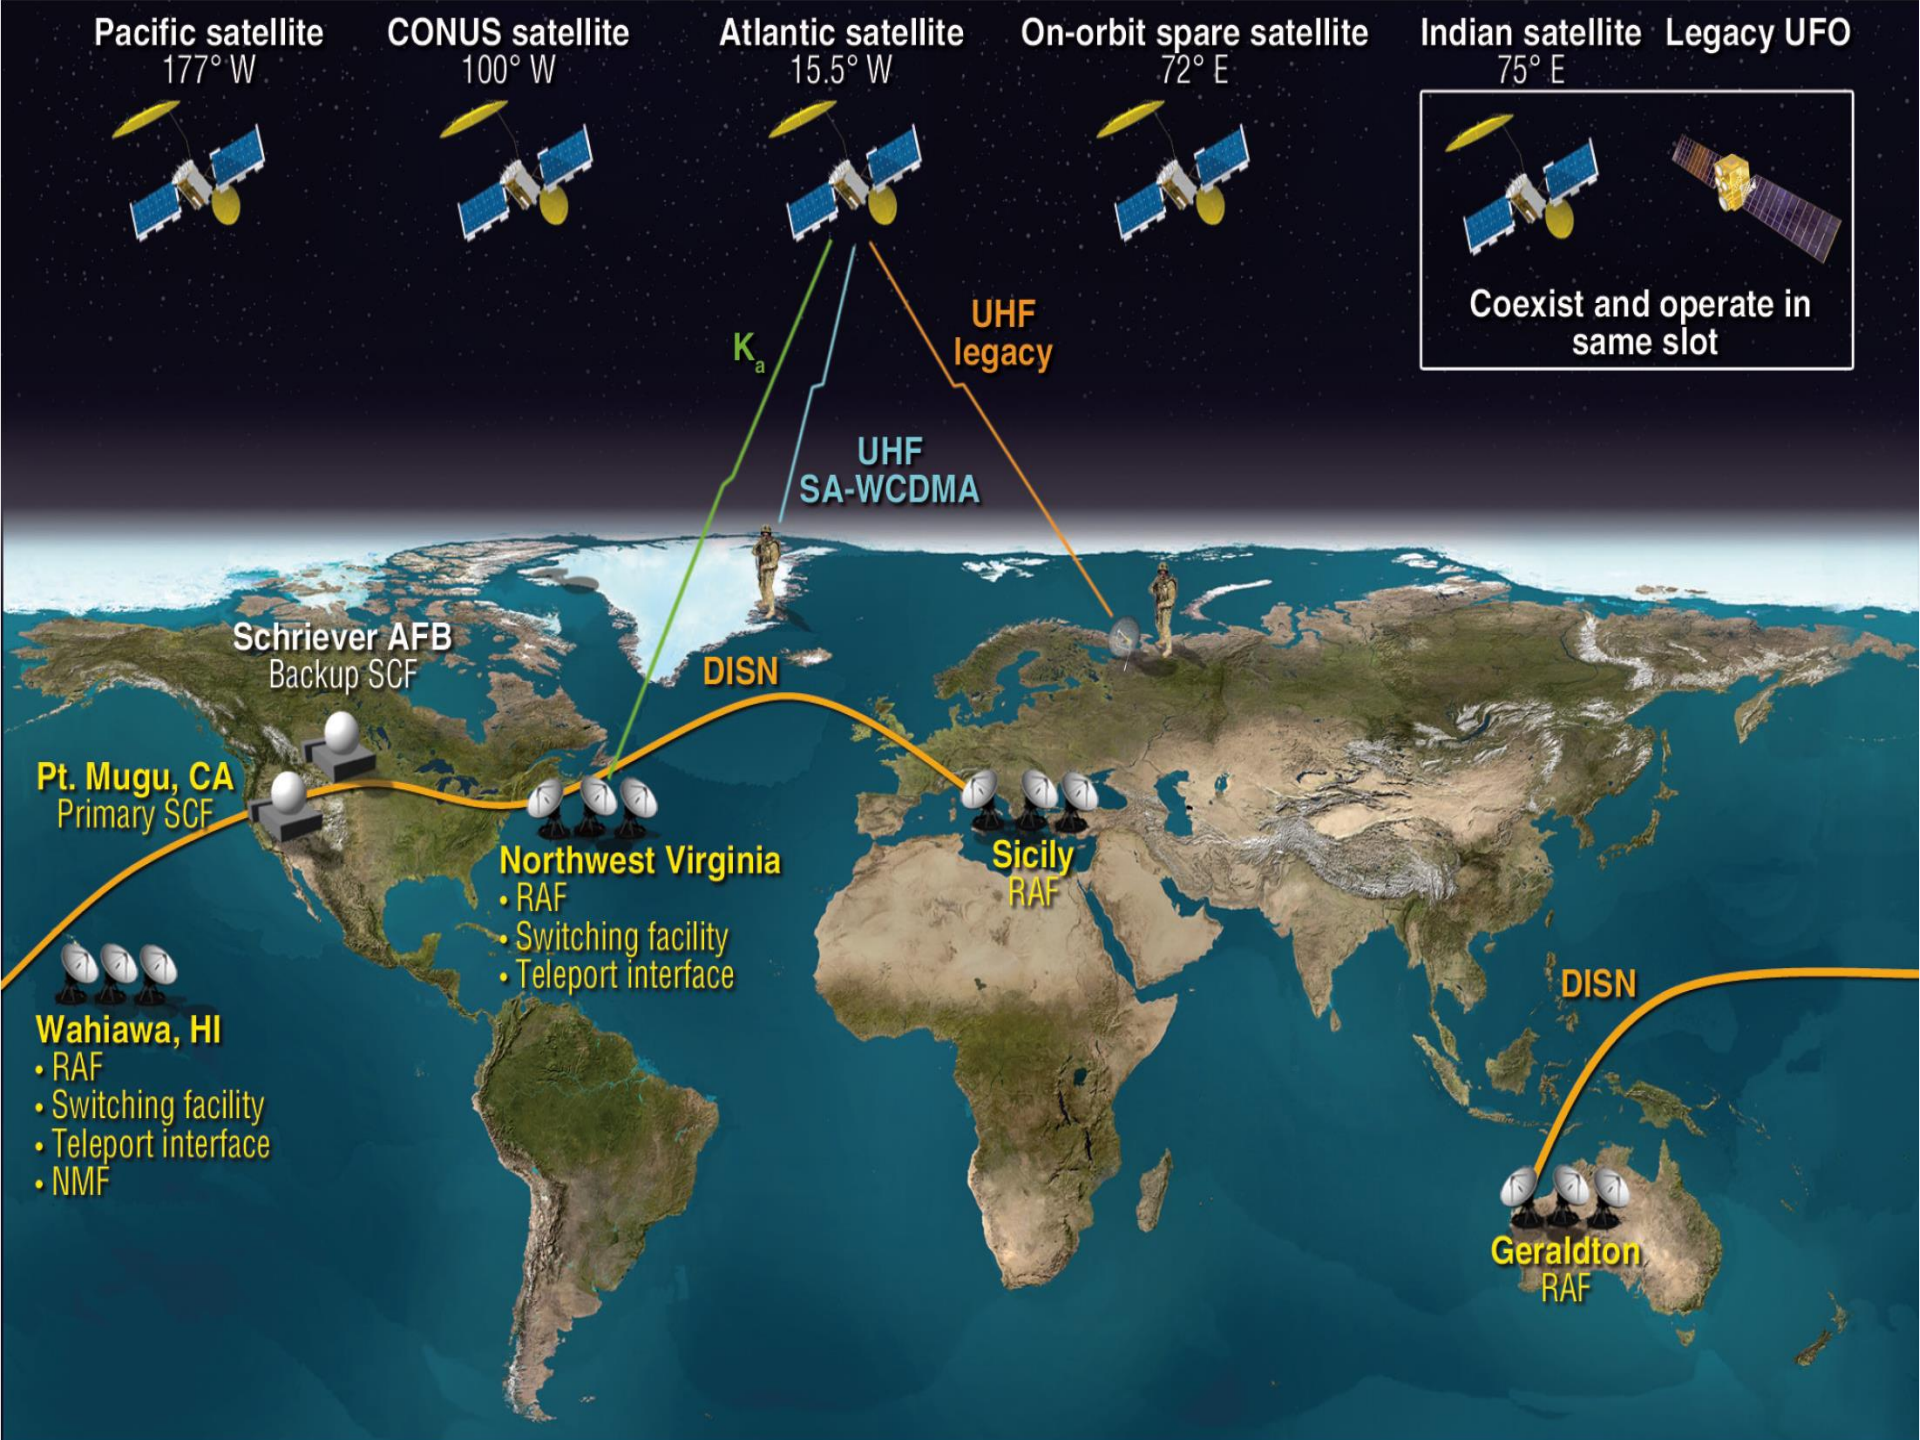 Pacific satellite
177° W
CONUS satellite
100° W
Atlantic satellite
15.5° W
On-orbit spare satellite
72° E
Indian satellite
75° E
Legacy UFO
Coexist and operate in
same slot
Ka
UHF
SA-WCDMA
UHF
legacy
Schriever AFB
Backup SCF
DISN
Pt. Mugu, CA
Primary SCF
Northwest Virginia
• RAF
• Switching facility
• Teleport interface
Sicily
RAF
Wahiawa, HI
• RAF
• Switching facility
• Teleport interface
• NMF
DISN
Geraldton
RAF